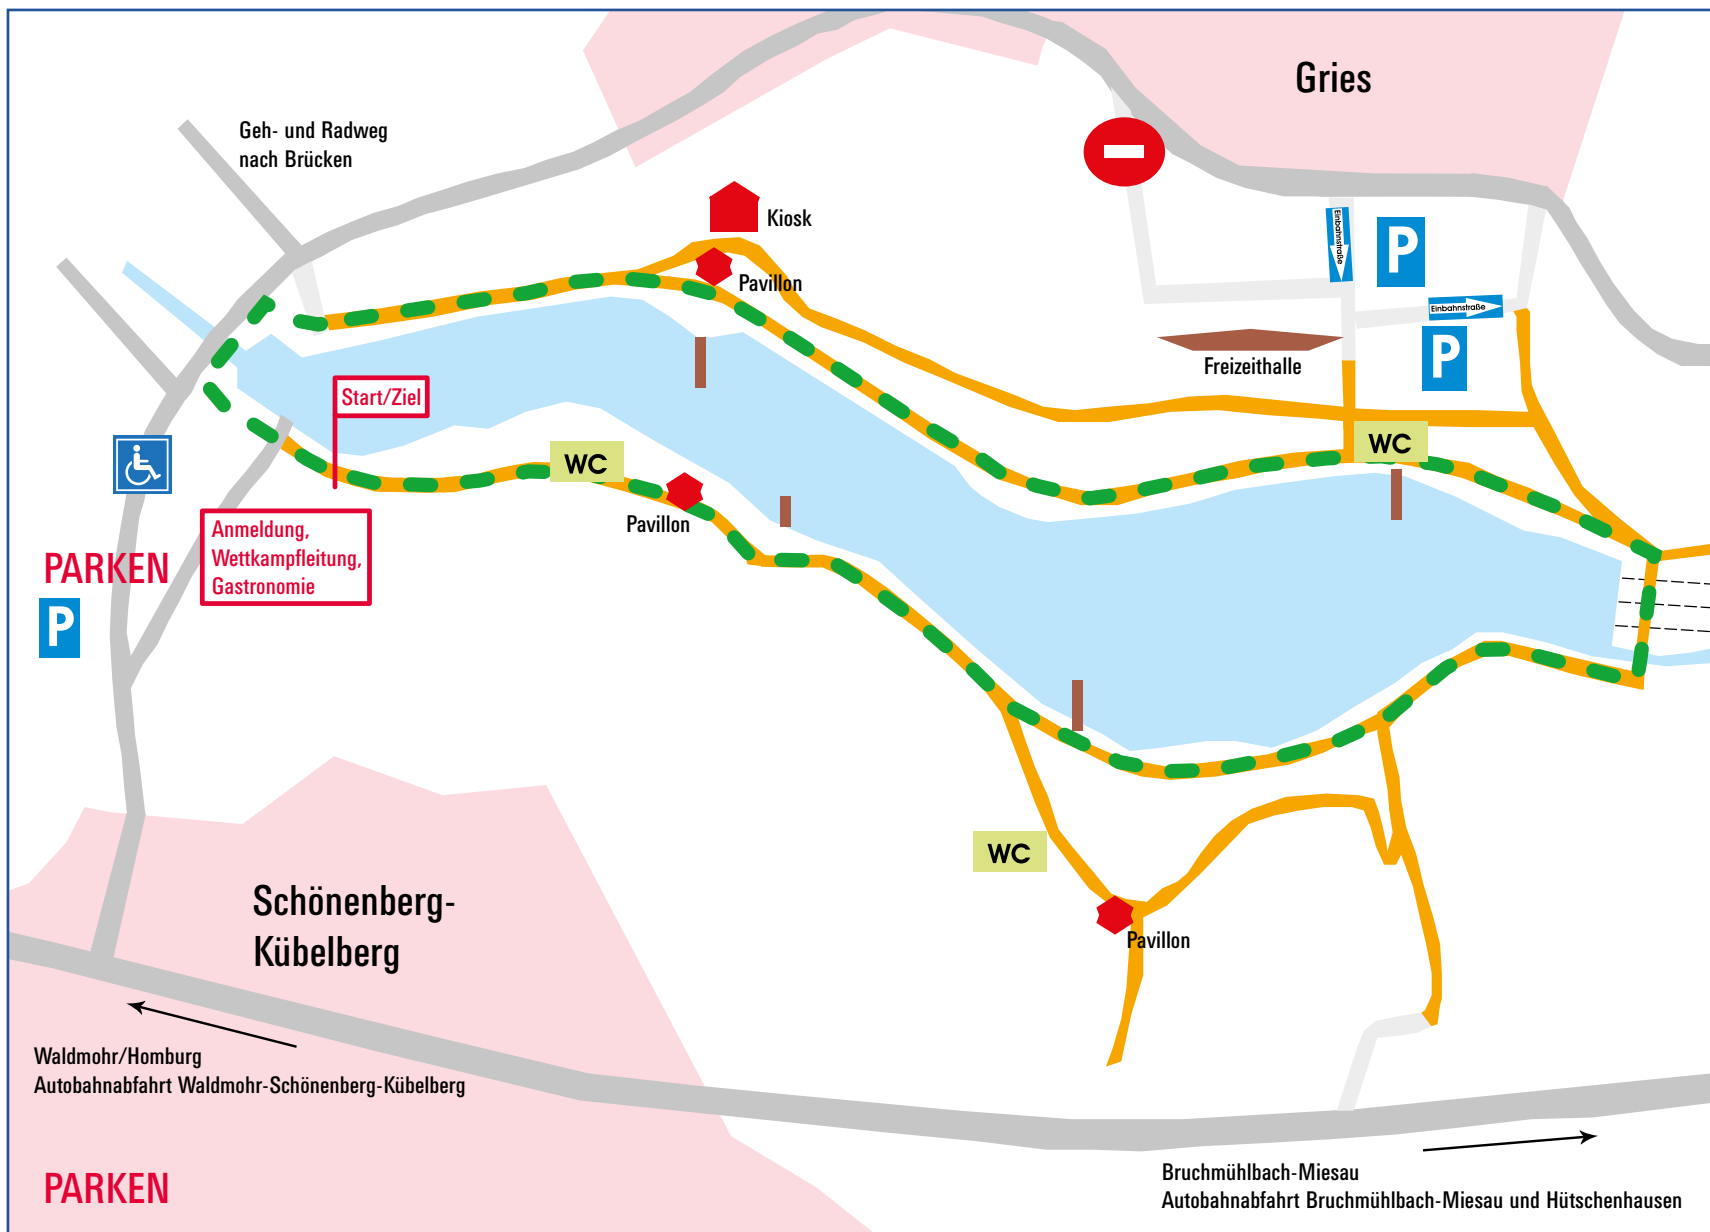 Gries
Geh- und Radweg
nach Brücken
Kiosk
Einbahnstraße
P
Pavillon
Einbahnstraße
P
Freizeithalle
Start/Ziel
WC
WC
Pavillon
Anmeldung,
Wettkampfleitung,
Gastronomie
PARKEN
P
WC
Pavillon
Schönenberg-
Kübelberg
Waldmohr/Homburg
Autobahnabfahrt Waldmohr-Schönenberg-Kübelberg
PARKEN
Bruchmühlbach-Miesau
Autobahnabfahrt Bruchmühlbach-Miesau und Hütschenhausen